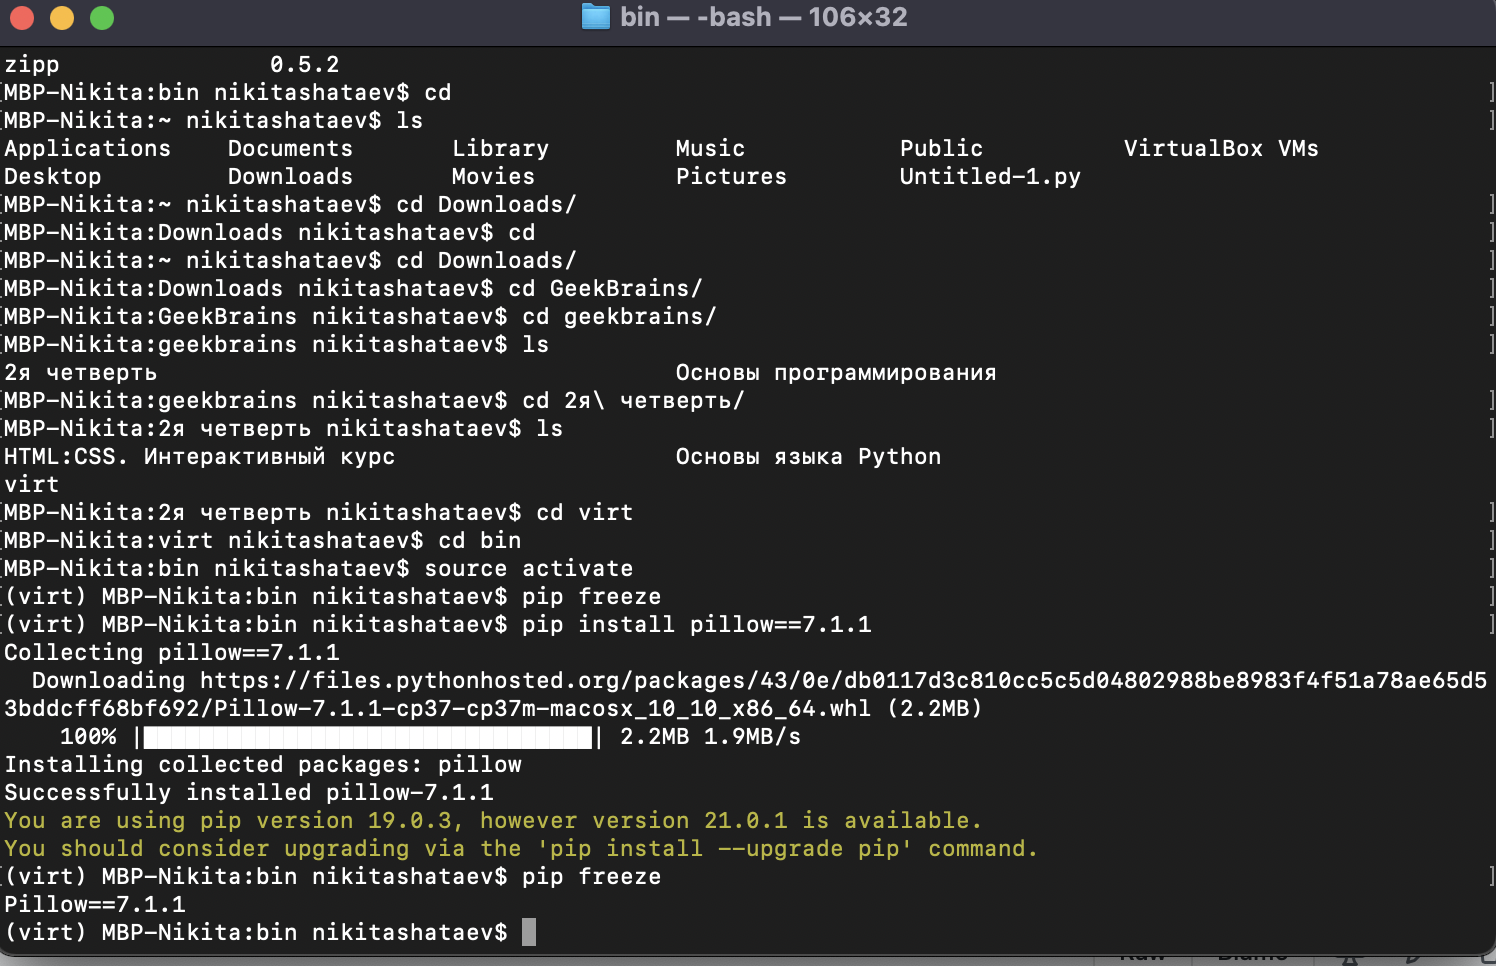 bin — -bash — 106×32
zipp               0.5.2
MBP-Nikita:bin nikitashataev$ cd
MBP-Nikita:~ nikitashataev$ ls
Applications    Documents       Library         Music           Public          VirtualBox VMs
Desktop         Downloads       Movies          Pictures        Untitled-1.py
MBP-Nikita:~ nikitashataev$ cd Downloads/
MBP-Nikita:Downloads nikitashataev$ cd
MBP-Nikita:~ nikitashataev$ cd Downloads/
MBP-Nikita:Downloads nikitashataev$ cd GeekBrains/
MBP-Nikita:GeekBrains nikitashataev$ cd geekbrains/
MBP-Nikita:geekbrains nikitashataev$ ls
2я четверть                                     Основы программирования
MBP-Nikita:geekbrains nikitashataev$ cd 2я\ четверть/
MBP-Nikita:2я четверть nikitashataev$ ls
HTML:CSS. Интерактивный курс                    Основы языка Python
virt
MBP-Nikita:2я четверть nikitashataev$ cd virt
MBP-Nikita:virt nikitashataev$ cd bin
MBP-Nikita:bin nikitashataev$ source activate
(virt) MBP-Nikita:bin nikitashataev$ pip freeze
(virt) MBP-Nikita:bin nikitashataev$ pip install pillow==7.1.1
Collecting pillow==7.1.1
  Downloading https://files.pythonhosted.org/packages/43/0e/db0117d3c810cc5c5d04802988be8983f4f51a78ae65d5
3bddcff68bf692/Pillow-7.1.1-cp37-cp37m-macosx_10_10_x86_64.whl (2.2MB)
    100% |████████████████████████████████| 2.2MB 1.9MB/s
Installing collected packages: pillow
Successfully installed pillow-7.1.1
You are using pip version 19.0.3, however version 21.0.1 is available.
You should consider upgrading via the 'pip install --upgrade pip' command.
(virt) MBP-Nikita:bin nikitashataev$ pip freeze
Pillow==7.1.1
(virt) MBP-Nikita:bin nikitashataev$